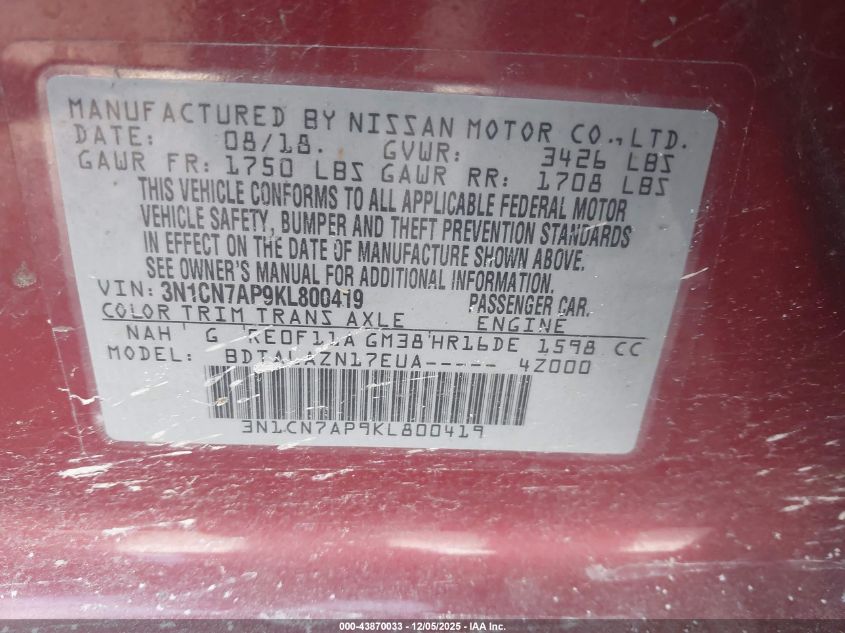 MANUFACTURED BY NISSAN MOTOR CO.,LTD.
DATE: 08/18. GVWR: 3426 LBS
GAWR FR: 1750 LBS GAWR RR: 1708 LBS
THIS VEHICLE CONFORMS TO ALL APPLICABLE FEDERAL MOTOR
VEHICLE SAFETY, BUMPER AND THEFT PREVENTION STANDARDS
IN EFFECT ON THE DATE OF MANUFACTURE SHOWN ABOVE.
SEE OWNER'S MANUAL FOR ADDITIONAL INFORMATION.
VIN: 3N1CN7AP9KL800419 PASSENGER CAR.
COLOR TRIM TRANS AXLE ENGINE
NAH G RE0F11A GM38 HR16DE 1598 CC
MODEL: 4Z000
3N1CN7AP9KL800419
000-43870033 — 12/05/2025 — US